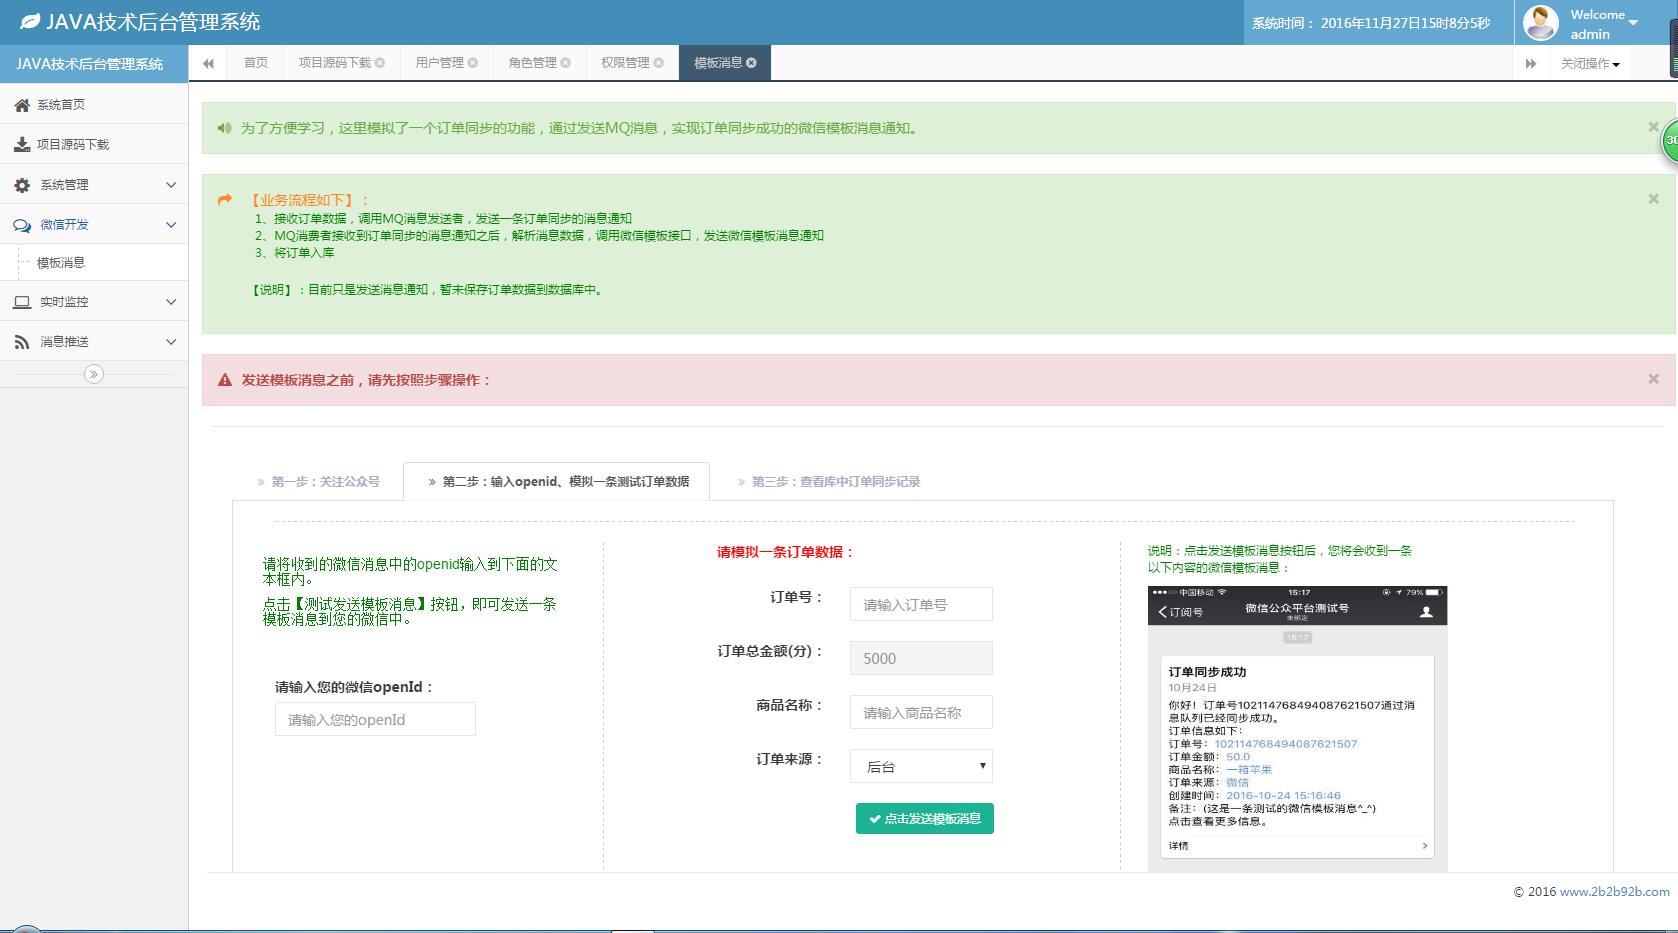 JAVA技术后台管理系统
系统时间： 2016年11月27日15时8分5秒
Welcome
admin
JAVA技术后台管理系统
首页
项目源码下载
用户管理
角色管理
权限管理
模板消息
关闭操作
系统首页
项目源码下载
系统管理
微信开发
模板消息
实时监控
消息推送
为了方便学习，这里模拟了一个订单同步的功能，通过发送MQ消息，实现订单同步成功的微信模板消息通知。
【业务流程如下】：
1、接收订单数据，调用MQ消息发送者，发送一条订单同步的消息通知
2、MQ消费者接收到订单同步的消息通知之后，解析消息数据，调用微信模板接口，发送微信模板消息通知
3、将订单入库
【说明】：目前只是发送消息通知，暂未保存订单数据到数据库中。
发送模板消息之前，请先按照步骤操作：
第一步：关注公众号
第二步：输入openid、模拟一条测试订单数据
第三步：查看库中订单同步记录
请将收到的微信消息中的openid输入到下面的文
本框内。
点击【测试发送模板消息】按钮，即可发送一条
模板消息到您的微信中。
请输入您的微信openId：
请输入您的openId
请模拟一条订单数据：
订单号：
请输入订单号
订单总金额(分)：
5000
商品名称：
请输入商品名称
订单来源：
后台
点击发送模板消息
说明：点击发送模板消息按钮后，您将会收到一条
以下内容的微信模板消息：
中国移动
15:17
79%
订阅号
微信公众平台测试号
未绑定
15:17
订单同步成功
10月24日
你好！订单号102114768494087621507通过消
息队列已经同步成功。
订单信息如下：
订单号：102114768494087621507
订单金额：50.0
商品名称：一箱苹果
订单来源：微信
创建时间：2016-10-24 15:16:46
备注：(这是一条测试的微信模板消息^_^)
点击查看更多信息。
详情
© 2016 www.2b2b92b.com